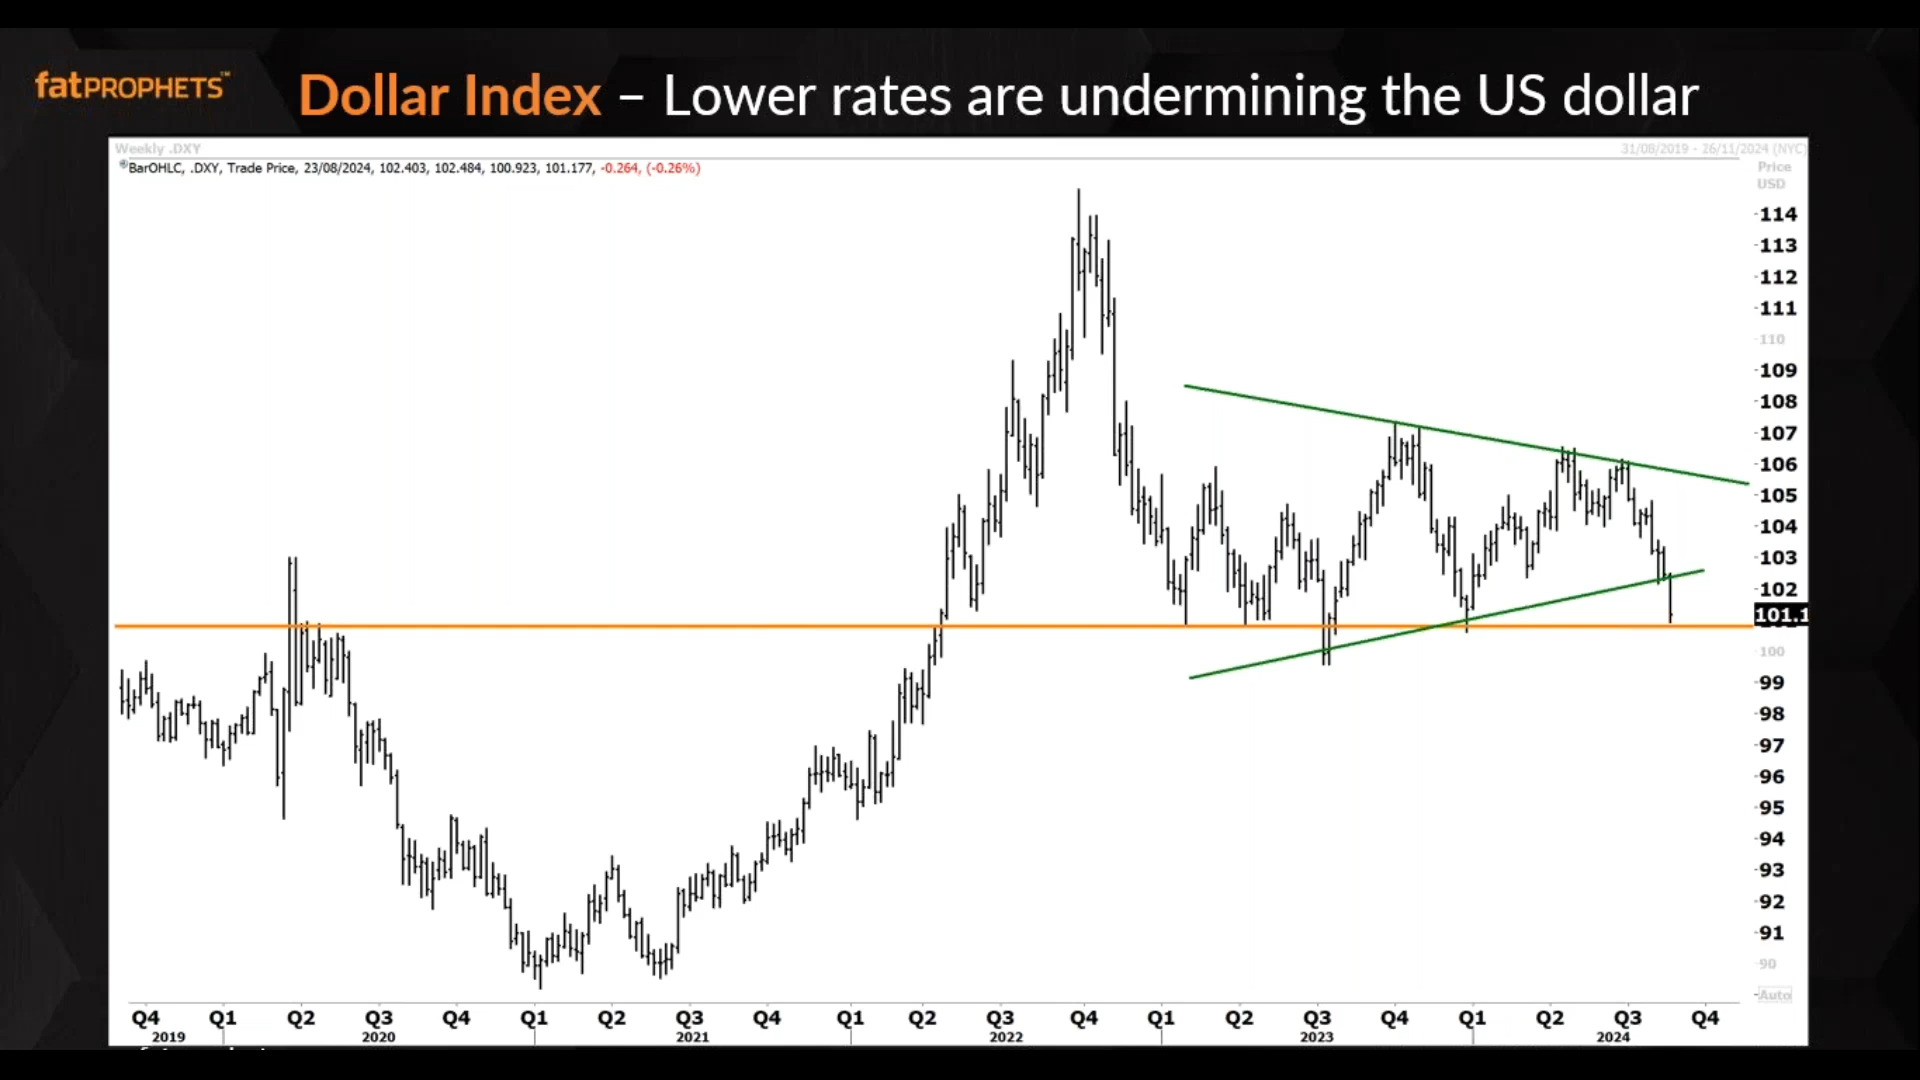 fatPROPHETS™
Dollar Index – Lower rates are undermining the US dollar
Weekly .DXY
31/08/2019 - 26/11/2024 (NYC)
BarOHLC, .DXY, Trade Price, 23/08/2024, 102.403, 102.484, 100.923, 101.177, -0.264, (-0.26%)
Price
USD
114
113
112
111
110
109
108
107
106
105
104
103
102
101.1
100
99
98
97
96
95
94
93
92
91
90
Auto
Q4 Q1 Q2 Q3 Q4 Q1 Q2 Q3 Q4 Q1 Q2 Q3 Q4 Q1 Q2 Q3 Q4 Q1 Q2 Q3 Q4
2019 2020 2021 2022 2023 2024